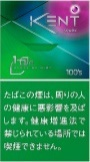 KENT
100's
たばこの煙は、周りの人
の健康に悪影響を及ぼ
します。健康増進法で
禁じられている場所では
喫煙できません。